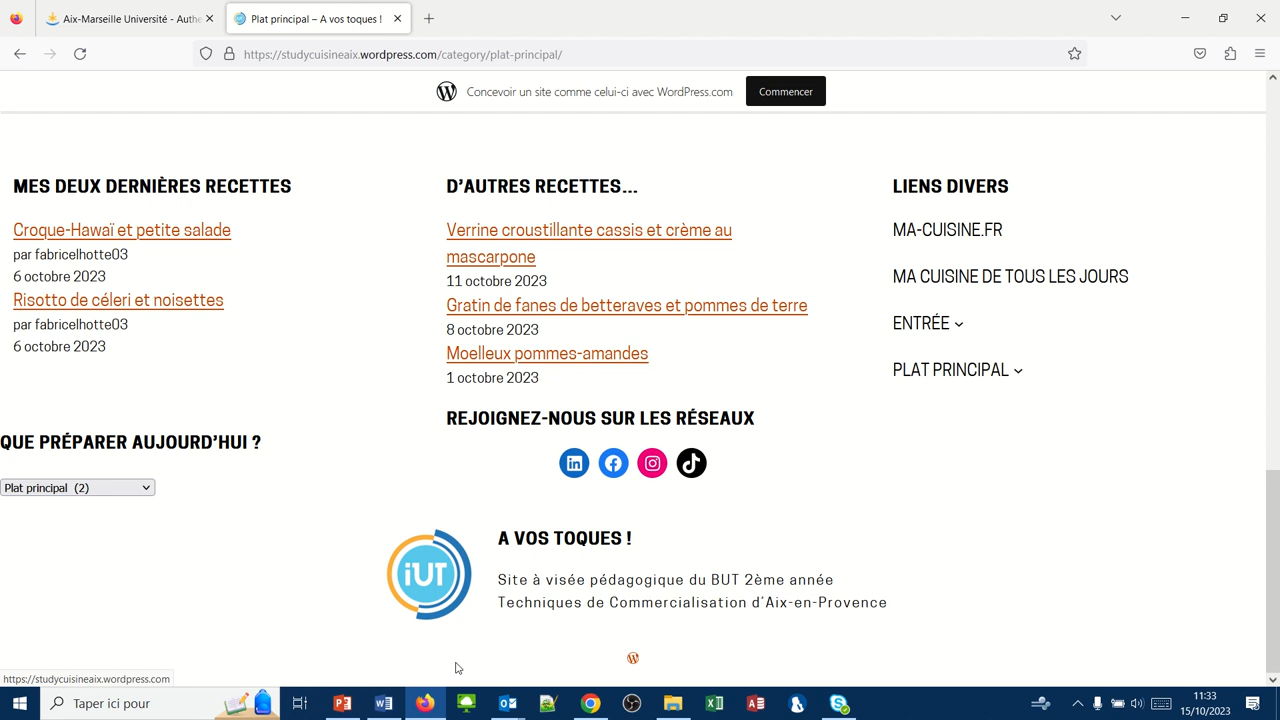 Aix-Marseille Université - Authe
Plat principal – A vos toques !
https://studycuisineaix.wordpress.com/category/plat-principal/
Concevoir un site comme celui-ci avec WordPress.com
Commencer
MES DEUX DERNIÈRES RECETTES
Croque-Hawaï et petite salade
par fabricelhotte03
6 octobre 2023
Risotto de céleri et noisettes
par fabricelhotte03
6 octobre 2023
QUE PRÉPARER AUJOURD'HUI ?
Plat principal (2)
D'AUTRES RECETTES...
Verrine croustillante cassis et crème au
mascarpone
11 octobre 2023
Gratin de fanes de betteraves et pommes de terre
8 octobre 2023
Moelleux pommes-amandes
1 octobre 2023
REJOIGNEZ-NOUS SUR LES RÉSEAUX
LIENS DIVERS
MA-CUISINE.FR
MA CUISINE DE TOUS LES JOURS
ENTRÉE
PLAT PRINCIPAL
iUT
A VOS TOQUES !
Site à visée pédagogique du BUT 2ème année
Techniques de Commercialisation d'Aix-en-Provence
https://studycuisineaix.wordpress.com
Taper ici pour
11:33
15/10/2023